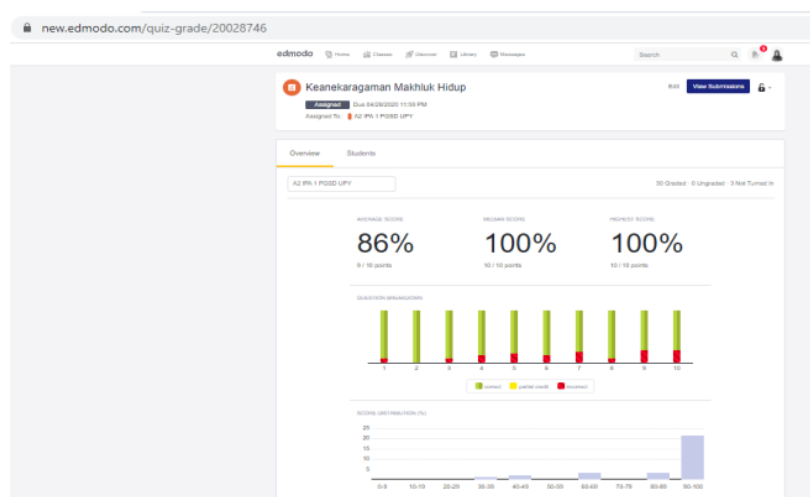 new.edmodo.com/quiz-grade/20028746
edmodo Home Classes Discover Library Messages Search
Keanekaragaman Makhluk Hidup
Edit View Submissions
Assigned Due 04/29/2020 11:59 PM
Assigned To A2 IPA 1 PGSD UPY
Overview Students
A2 IPA 1 PGSD UPY
30 Graded · 0 Ungraded · 3 Not Turned In
AVERAGE SCORE MEDIAN SCORE HIGHEST SCORE
86% 100% 100%
9 / 10 points 10 / 10 points 10 / 10 points
QUESTION BREAKDOWN
1 2 3 4 5 6 7 8 9 10
correct partial credit incorrect
SCORE DISTRIBUTION (%)
25
20
15
10
5
0-9 10-19 20-29 30-39 40-49 50-59 60-69 70-79 80-89 90-100